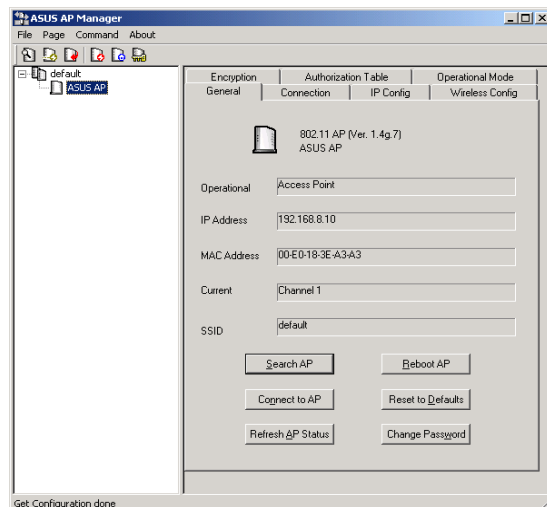 ASUS AP Manager
File Page Command About
default
ASUS AP
Encryption Authorization Table Operational Mode
General Connection IP Config Wireless Config
802.11 AP (Ver. 1.4g.7)
ASUS AP
Operational Access Point
IP Address 192.168.8.10
MAC Address 00-E0-18-3E-A3-A3
Current Channel 1
SSID default
Search AP Reboot AP
Connect to AP Reset to Defaults
Refresh AP Status Change Password
Get Configuration done